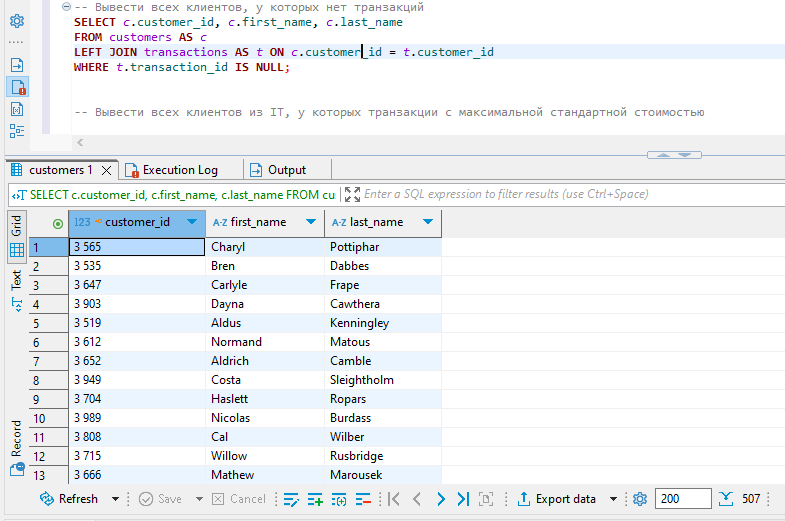 -- Вывести всех клиентов, у которых нет транзакций
SELECT c.customer_id, c.first_name, c.last_name
FROM customers AS c
LEFT JOIN transactions AS t ON c.customer_id = t.customer_id
WHERE t.transaction_id IS NULL;
-- Вывести всех клиентов из IT, у которых транзакции с максимальной стандартной стоимостью
customers 1 Execution Log Output
SELECT c.customer_id, c.first_name, c.last_name FROM cu Enter a SQL expression to filter results (use Ctrl+Space)
Grid
Text
Record
123 customer_id A-Z first_name A-Z last_name
1 3 565 Charyl Pottiphar
2 3 535 Bren Dabbes
3 3 647 Carlyle Frape
4 3 903 Dayna Cawthera
5 3 519 Aldus Kenningley
6 3 612 Normand Matous
7 3 652 Aldrich Camble
8 3 949 Costa Sleightholm
9 3 704 Haslett Ropars
10 3 989 Nicolas Burdass
11 3 808 Cal Wilber
12 3 715 Willow Rusbridge
13 3 666 Mathew Marousek
Refresh Save Cancel Export data 200 507